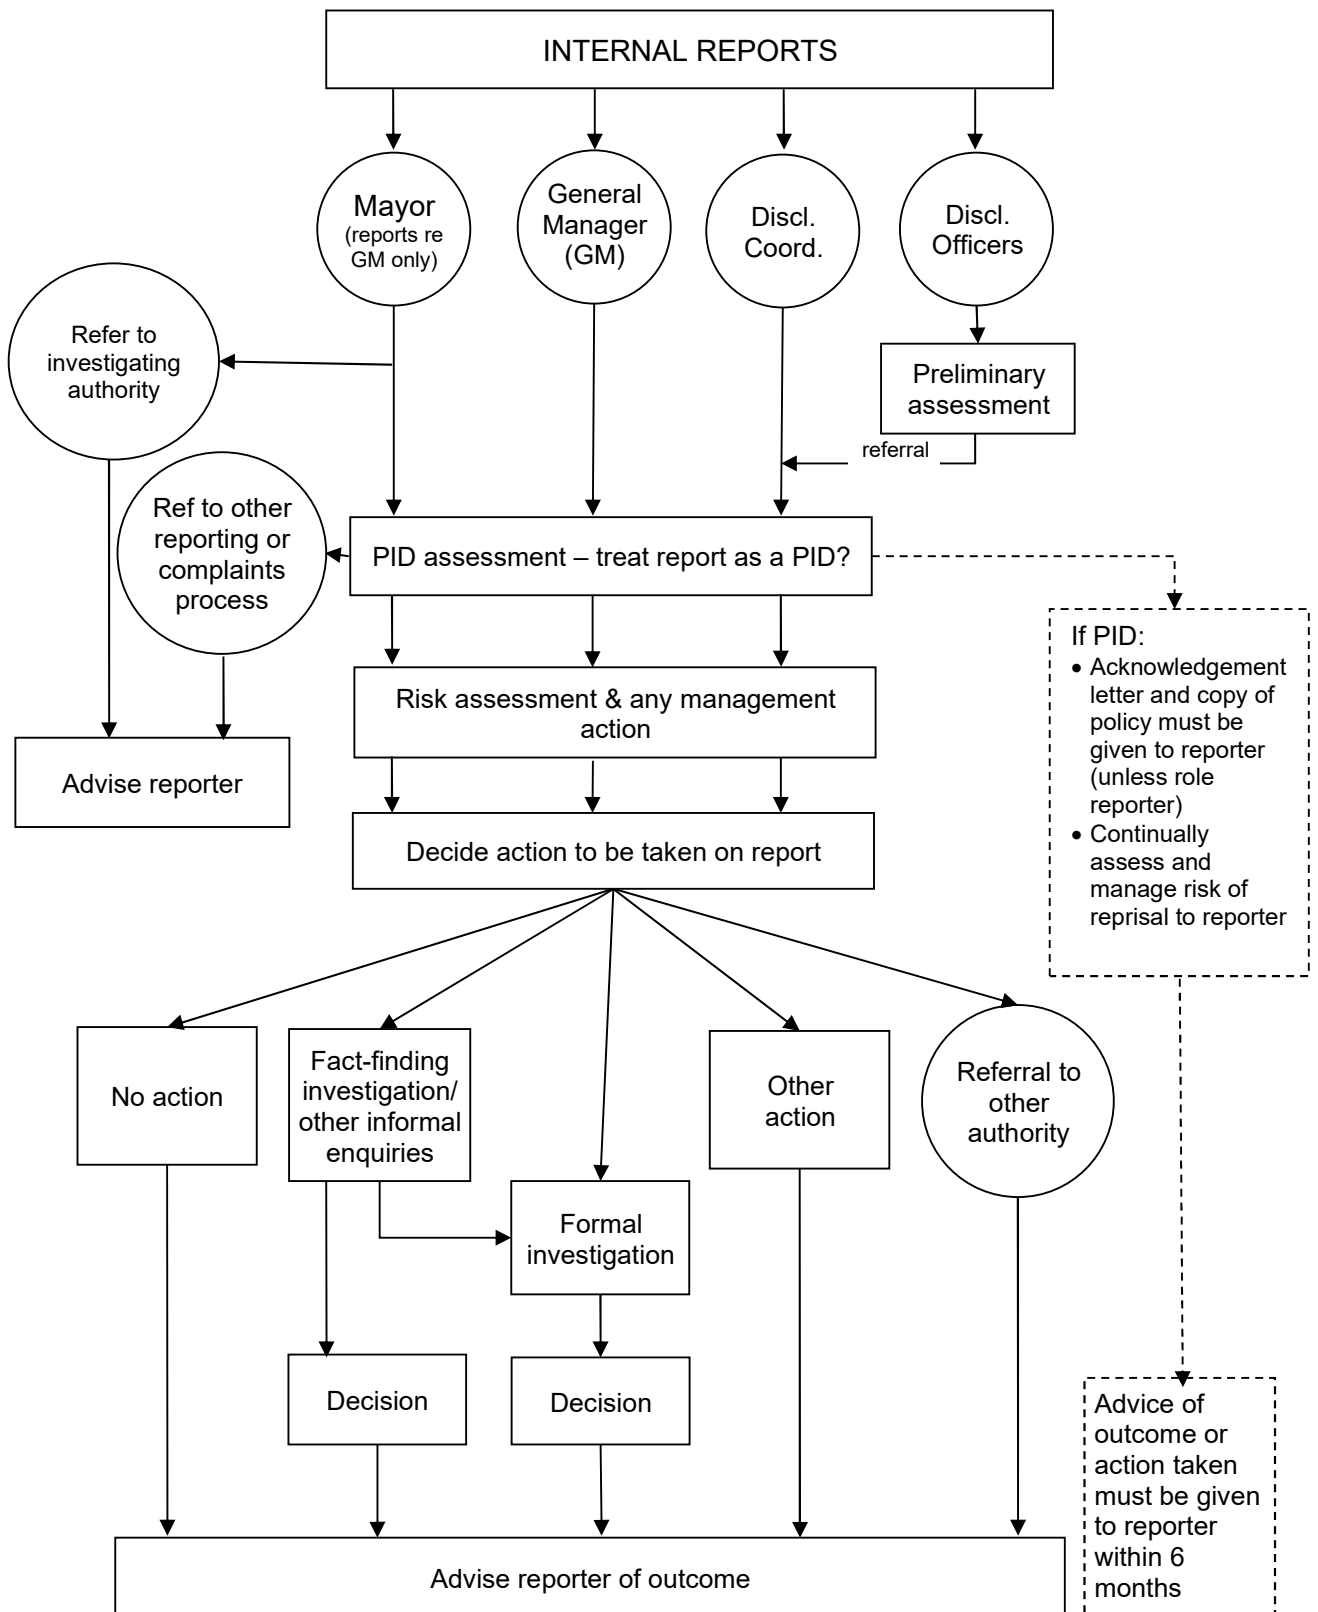 INTERNAL REPORTS
Mayor
(reports re
GM only)
General
Manager
(GM)
Discl.
Coord.
Discl.
Officers
Refer to
investigating
authority
Preliminary
assessment
referral
Ref to other
reporting or
complaints
process
PID assessment – treat report as a PID?
If PID:
• Acknowledgement
letter and copy of
policy must be
given to reporter
(unless role
reporter)
• Continually
assess and
manage risk of
reprisal to reporter
Risk assessment & any management
action
Advise reporter
Decide action to be taken on report
No action
Fact-finding
investigation/
other informal
enquiries
Other
action
Referral to
other
authority
Formal
investigation
Decision
Decision
Advice of
outcome or
action taken
must be given
to reporter
within 6
months
Advise reporter of outcome